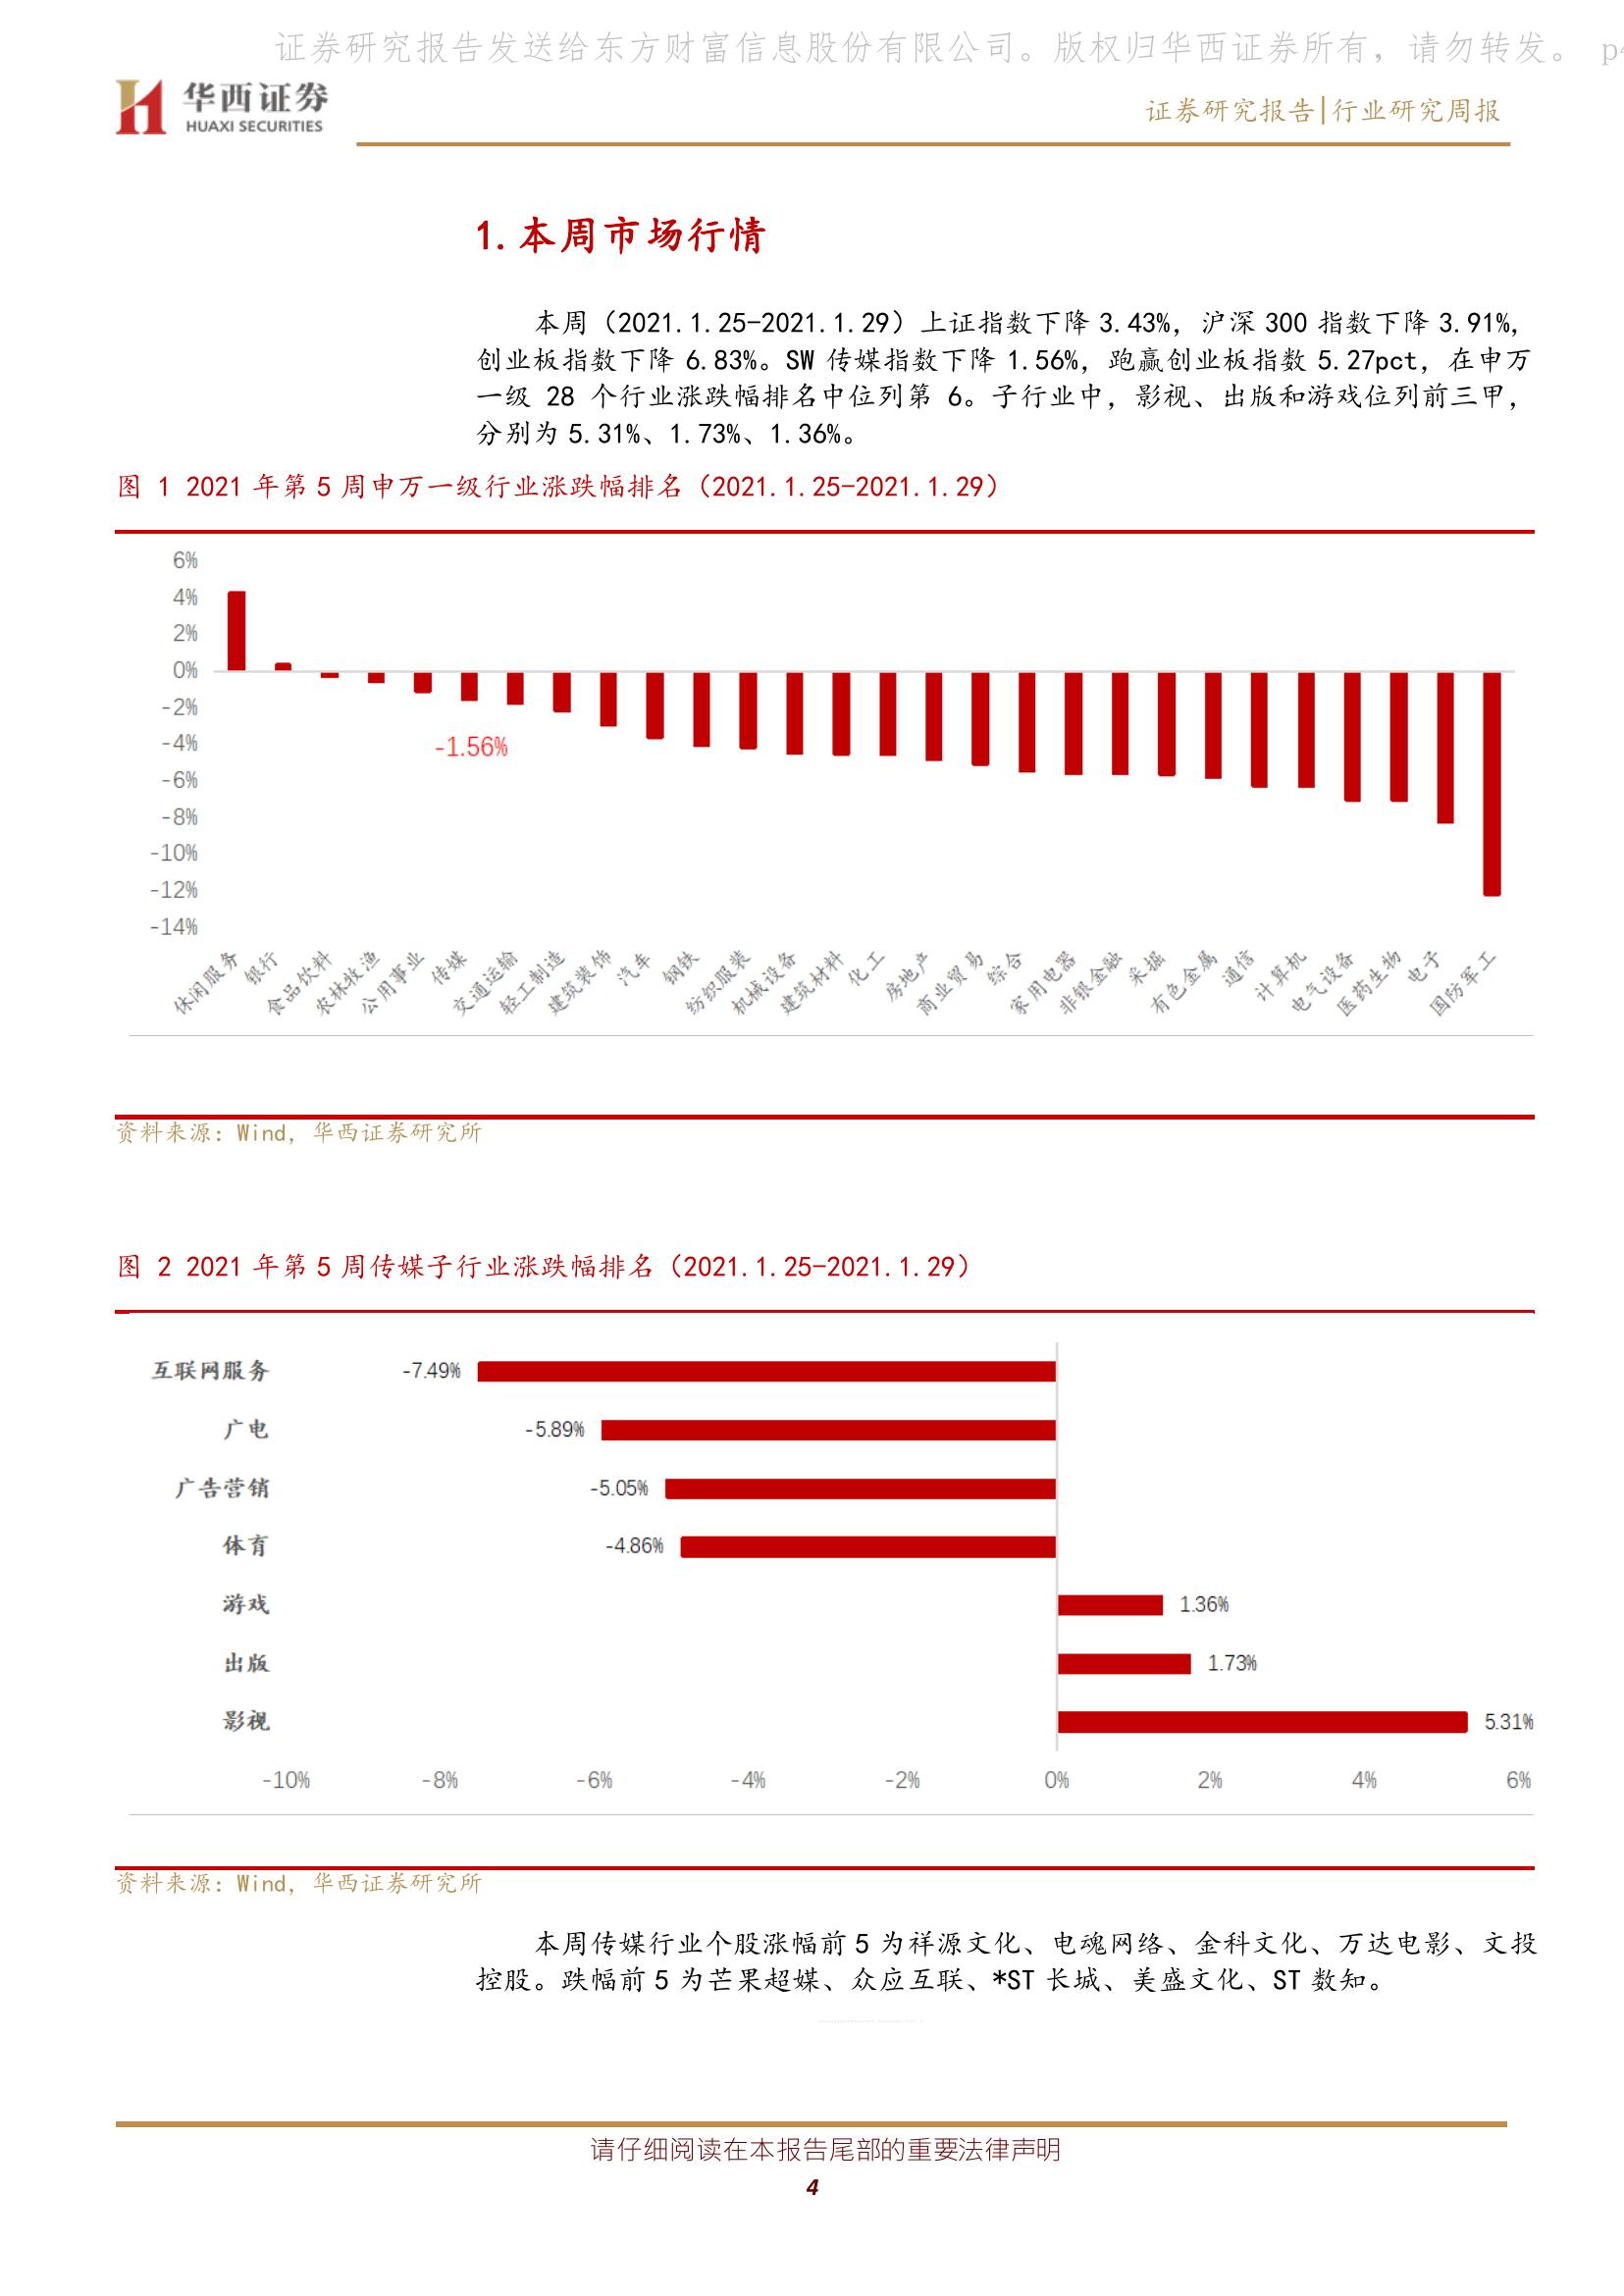 证券研究报告发送给东方财富信息股份有限公司。版权归华西证券所有，请勿转发。 p4
华西证券
HUAXI SECURITIES
证券研究报告|行业研究周报
1.本周市场行情
本周（2021.1.25-2021.1.29）上证指数下降 3.43%，沪深 300 指数下降 3.91%，
创业板指数下降 6.83%。SW 传媒指数下降 1.56%，跑赢创业板指数 5.27pct，在申万
一级 28 个行业涨跌幅排名中位列第 6。子行业中，影视、出版和游戏位列前三甲，
分别为 5.31%、1.73%、1.36%。
图 1 2021 年第 5 周申万一级行业涨跌幅排名（2021.1.25-2021.1.29）
6%
4%
2%
0%
-2%
-4%
-6%
-8%
-10%
-12%
-14%
-1.56%
休闲服务
银行
食品饮料
农林牧渔
公用事业
传媒
交通运输
轻工制造
建筑装饰
汽车
钢铁
纺织服装
机械设备
建筑材料
化工
房地产
商业贸易
综合
家用电器
非银金融
采掘
有色金属
通信
计算机
电气设备
医药生物
电子
国防军工
资料来源：Wind，华西证券研究所
图 2 2021 年第 5 周传媒子行业涨跌幅排名（2021.1.25-2021.1.29）
互联网服务 -7.49%
广电 -5.89%
广告营销 -5.05%
体育 -4.86%
游戏 1.36%
出版 1.73%
影视 5.31%
-10% -8% -6% -4% -2% 0% 2% 4% 6%
资料来源：Wind，华西证券研究所
本周传媒行业个股涨幅前 5 为祥源文化、电魂网络、金科文化、万达电影、文投
控股。跌幅前 5 为芒果超媒、众应互联、*ST 长城、美盛文化、ST 数知。
请仔细阅读在本报告尾部的重要法律声明
4